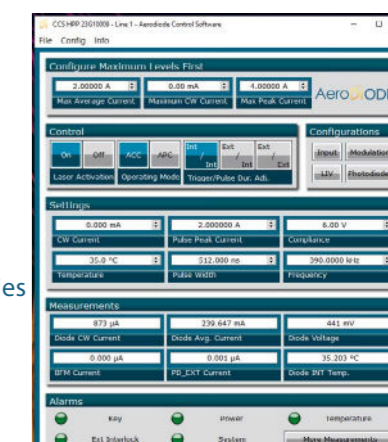 CCS HPP 23G10008 - Line 1 - Aerodiode Control Software
File Config Info
Configure Maximum Levels First
2.00000 A 0.00 mA 4.00000 A
Max Average Current Maximum CW Current Max Peak Current
Aero ODI
Control Configurations
On Off ACC APC Int / Int Ext / Int Ext / Ext
Input Modulation
Laser Activation Operating Mode Trigger/Pulse Dur. Adj.
LIV Photodiode
Settings
0.000 mA 2.000000 A 6.00 V
CW Current Pulse Peak Current Compliance
35.0 °C 512.000 ns 390.0000 kHz
es
Temperature Pulse Width Frequency
Measurements
873 µA 239.647 mA 441 mV
Diode CW Current Diode Avg. Current Diode Voltage
0.000 µA 0.001 µA 35.203 °C
BFM Current PD_EXT Current Diode INT Temp.
Alarms
Key Power Temperature
Ext Interlock System More Measurements